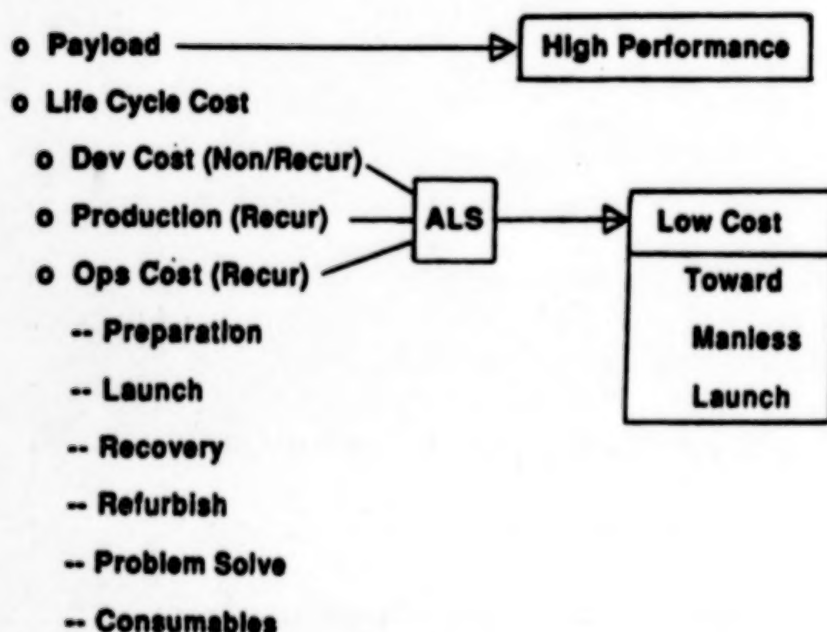 o Payload
High Performance
o Life Cycle Cost
o Dev Cost (Non/Recur)
o Production (Recur)
ALS
Low Cost
o Ops Cost (Recur)
Toward
-- Preparation
Manless
-- Launch
Launch
-- Recovery
-- Refurbish
-- Problem Solve
-- Consumables